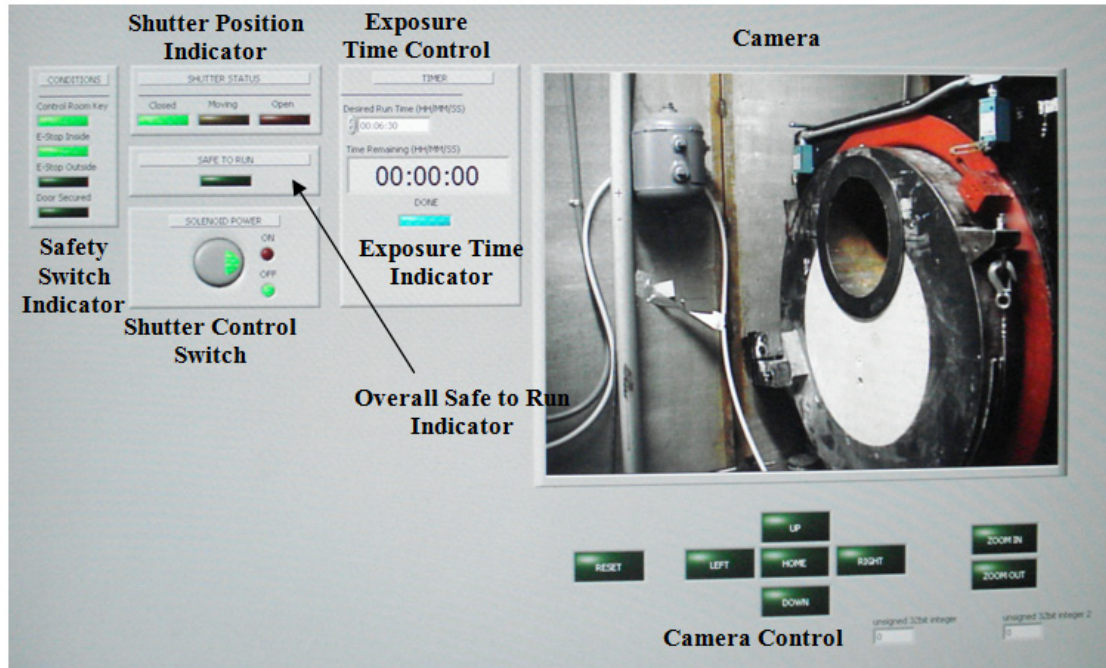 Shutter Position
Indicator
Exposure
Time Control
Camera
CONDITIONS
Control Room Key
E-Stop Inside
E-Stop Outside
Door Secured
Safety
Switch
Indicator
SHUTTER STATUS
Closed Moving Open
SAFE TO RUN
SOLENOID POWER
ON
OFF
Shutter Control
Switch
TIMER
Desired Run Time (HH/MM/SS)
00:06:30
Time Remaining (HH/MM/SS)
00:00:00
DONE
Exposure Time
Indicator
Overall Safe to Run
Indicator
UP
RESET LEFT HOME RIGHT
DOWN
ZOOM IN
ZOOM OUT
Camera Control
unsigned 32bit integer
0
unsigned 32bit integer 2
0